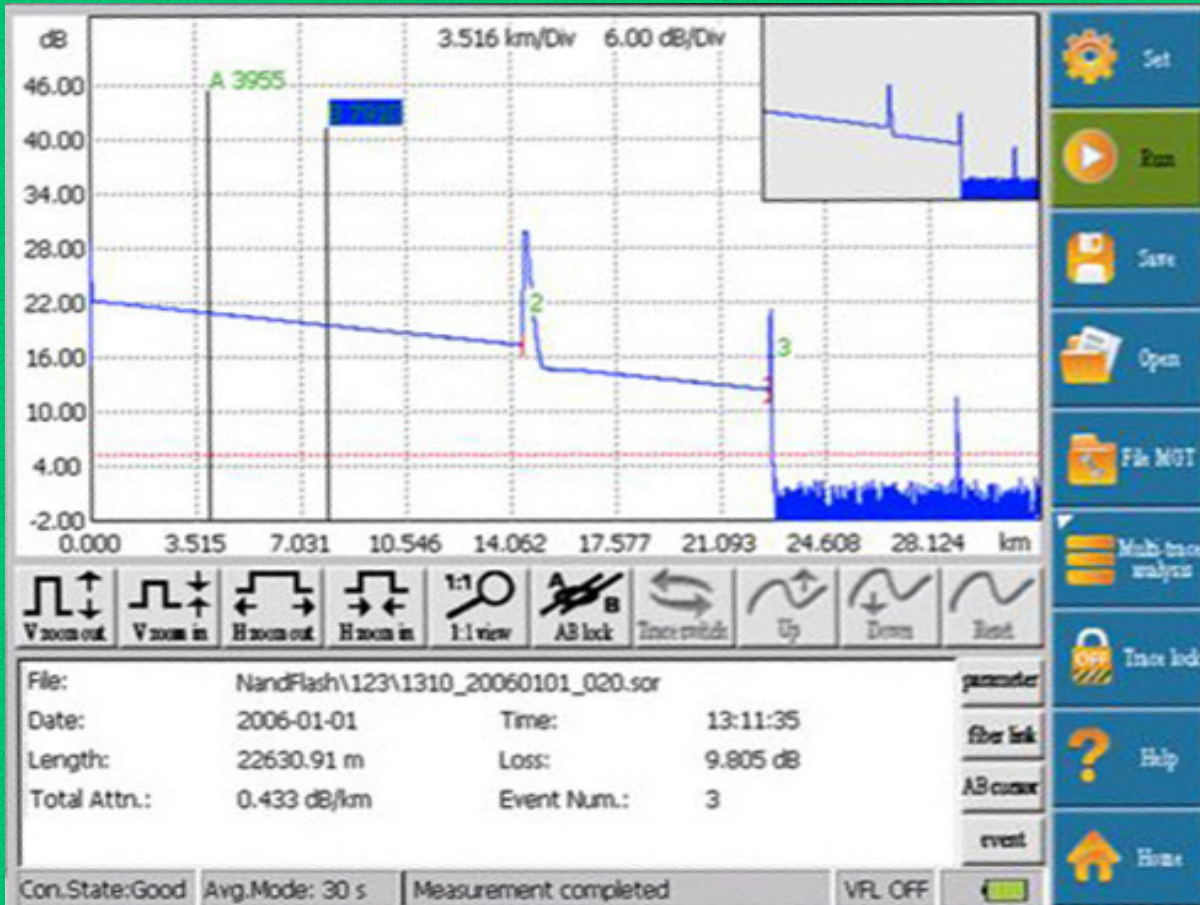 dB
3.516 km/Div 6.00 dB/Div
A 3955
46.00
40.00
34.00
28.00
22.00
16.00
10.00
4.00
-2.00
2
3
0.000 3.515 7.031 10.546 14.062 17.577 21.093 24.608 28.124 km
V zoom out V zoom in H zoom out H zoom in 1:1 1:1 view A B AB lock Trace switch Up Down Reset
File: NandFlash\123\1310_20060101_020.sor
Date: 2006-01-01 Time: 13:11:35
Length: 22630.91 m Loss: 9.805 dB
Total Attn.: 0.433 dB/km Event Num.: 3
parameter
fiber link
AB cursor
event
Con.State:Good Avg.Mode: 30 s Measurement completed VFL OFF
Set
Run
Save
Open
File MGT
Multi-trace
analysis
OFF Trace lock
Help
Home